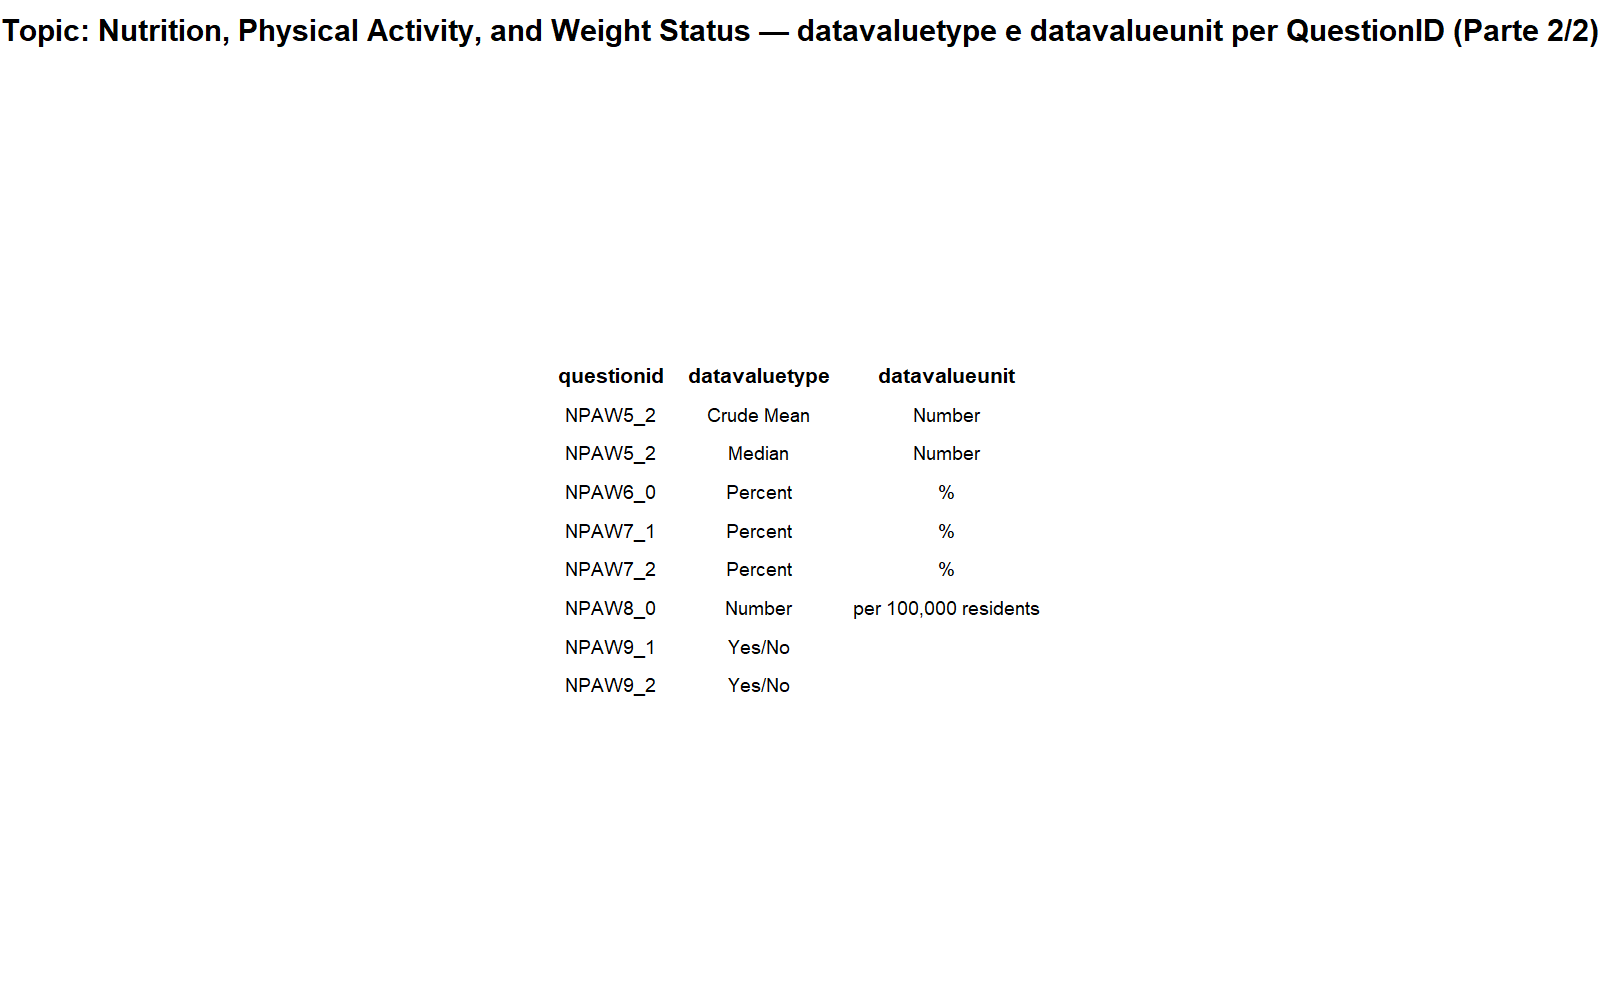 Topic: Nutrition, Physical Activity, and Weight Status — datavaluetype e datavalueunit per QuestionID (Parte 2/2)
questionid datavaluetype datavalueunit
NPAW5_2 Crude Mean Number
NPAW5_2 Median Number
NPAW6_0 Percent %
NPAW7_1 Percent %
NPAW7_2 Percent %
NPAW8_0 Number per 100,000 residents
NPAW9_1 Yes/No
NPAW9_2 Yes/No